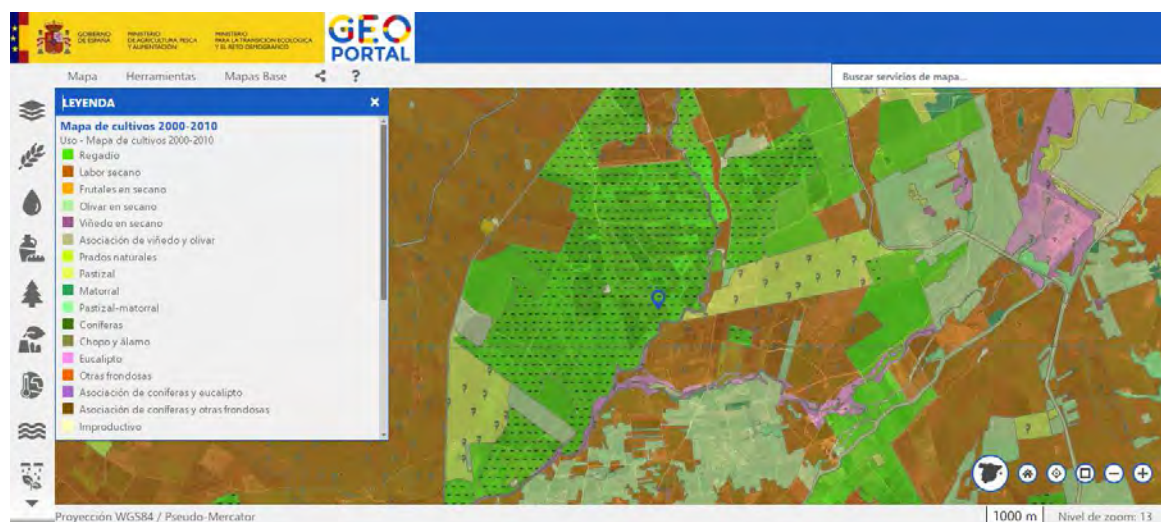 GOBIERNO
DE ESPAÑA
MINISTERIO
DE AGRICULTURA, PESCA
Y ALIMENTACIÓN
MINISTERIO
PARA LA TRANSICIÓN ECOLÓGICA
Y EL RETO DEMOGRÁFICO
GEO
PORTAL
Mapa Herramientas Mapas Base ?
Buscar servicios de mapa...
LEYENDA
Mapa de cultivos 2000-2010
Uso - Mapa de cultivos 2000-2010
Regadío
Labor secano
Frutales en secano
Olivar en secano
Viñedo en secano
Asociación de viñedo y olivar
Prados naturales
Pastizal
Matorral
Pastizal-matorral
Coníferas
Chopo y álamo
Eucalipto
Otras frondosas
Asociación de coníferas y eucalipto
Asociación de coníferas y otras frondosas
Improductivo
Proyección WGS84 / Pseudo-Mercator
1000 m
Nivel de zoom: 13